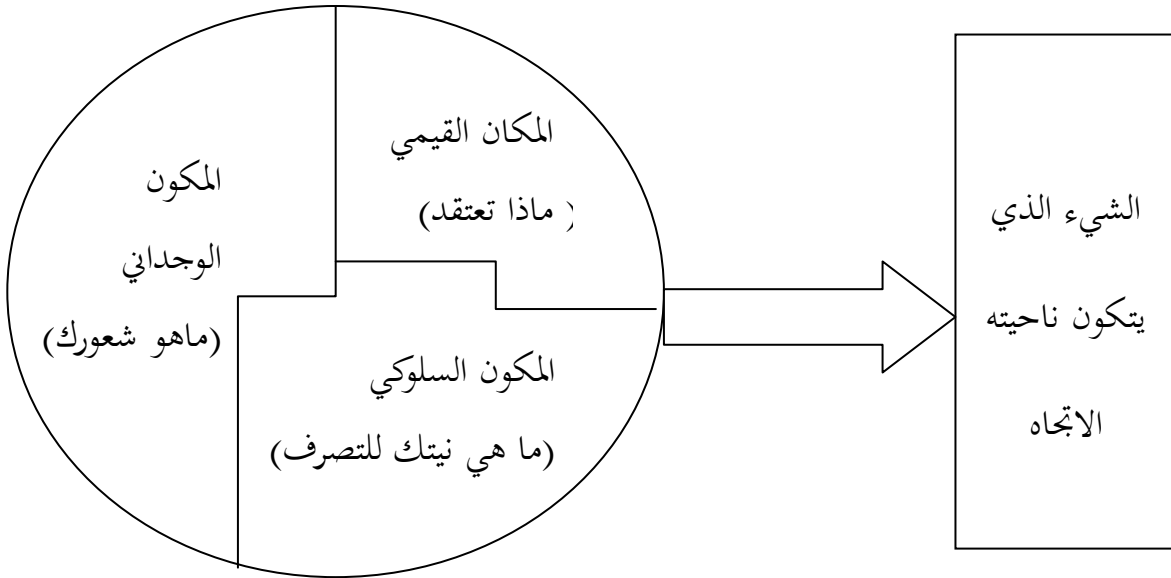 المكان القيمي
( ماذا تعتقد)
المكون
الوجداني
(ماهو شعورك)
المكون السلوكي
(ما هي نيتك للتصرف)
الشيء الذي
يتكون ناحيته
الاتجاه